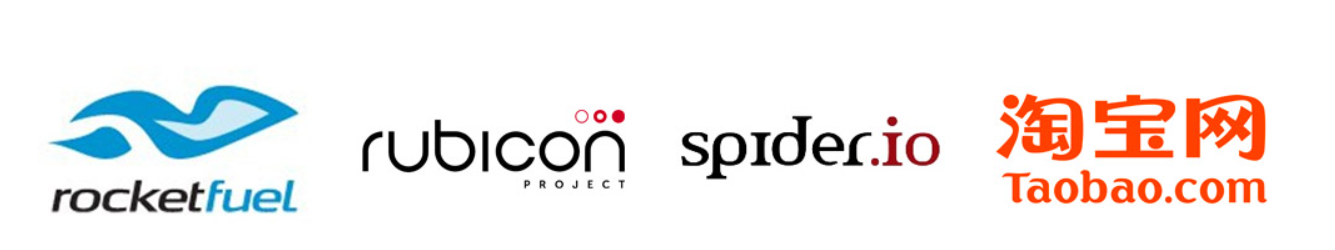 rocketfuel
rubicon
PROJECT
spider.io
淘宝网
Taobao.com